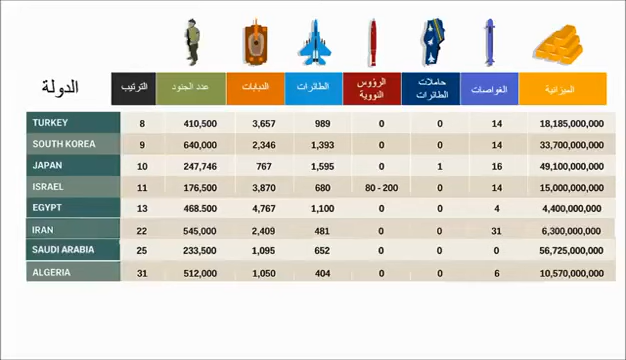 الدولة الترتيب عدد الجنود الدبابات الطائرات الرؤوس النووية حاملات الطائرات الغواصات الميزانية
TURKEY 8 410,500 3,657 989 0 0 14 18,185,000,000
SOUTH KOREA 9 640,000 2,346 1,393 0 0 14 33,700,000,000
JAPAN 10 247,746 767 1,595 0 1 16 49,100,000,000
ISRAEL 11 176,500 3,870 680 80 - 200 0 14 15,000,000,000
EGYPT 13 468.500 4,767 1,100 0 0 4 4,400,000,000
IRAN 22 545,000 2,409 481 0 0 31 6,300,000,000
SAUDI ARABIA 25 233,500 1,095 652 0 0 0 56,725,000,000
ALGERIA 31 512,000 1,050 404 0 0 6 10,570,000,000